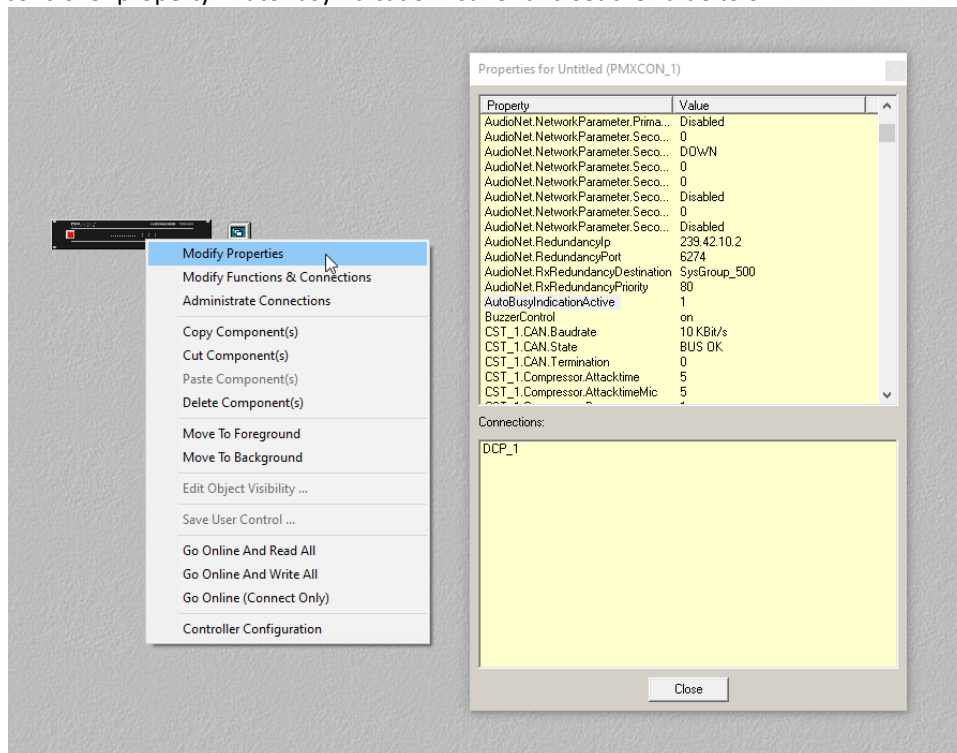 Properties for Untitled (PMXCON_1)
Property Value
AudioNet.NetworkParameter.Prima... Disabled
AudioNet.NetworkParameter.Seco... 0
AudioNet.NetworkParameter.Seco... DOWN
AudioNet.NetworkParameter.Seco... 0
AudioNet.NetworkParameter.Seco... 0
AudioNet.NetworkParameter.Seco... Disabled
AudioNet.NetworkParameter.Seco... 0
AudioNet.NetworkParameter.Seco... Disabled
AudioNet.RedundancyIp 239.42.10.2
AudioNet.RedundancyPort 6274
AudioNet.RxRedundancyDestination SysGroup_500
AudioNet.RxRedundancyPriority 80
AutoBusyIndicationActive 1
BuzzerControl on
CST_1.CAN.Baudrate 10 KBit/s
CST_1.CAN.State BUS OK
CST_1.CAN.Termination 0
CST_1.Compressor.Attacktime 5
CST_1.Compressor.AttacktimeMic 5
Connections:
DCP_1
Close
Modify Properties
Modify Functions & Connections
Administrate Connections
Copy Component(s)
Cut Component(s)
Paste Component(s)
Delete Component(s)
Move To Foreground
Move To Background
Edit Object Visibility ...
Save User Control ...
Go Online And Read All
Go Online And Write All
Go Online (Connect Only)
Controller Configuration